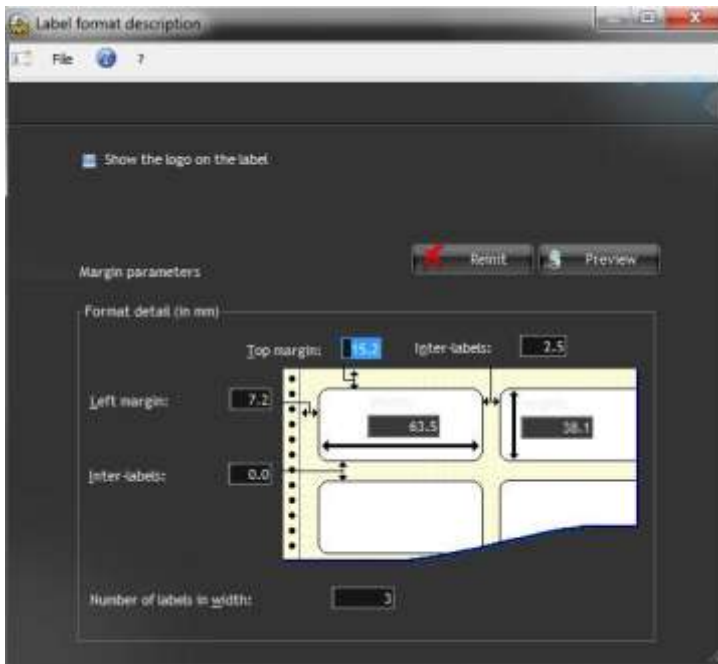 Label format description
File ?
Show the logo on the label
Reinit Preview
Margin parameters
Format detail (in mm)
Top margin: 15.2 Inter-labels: 2.5
Left margin: 7.2
63.5 38.1
Inter-labels: 0.0
Number of labels in width: 3